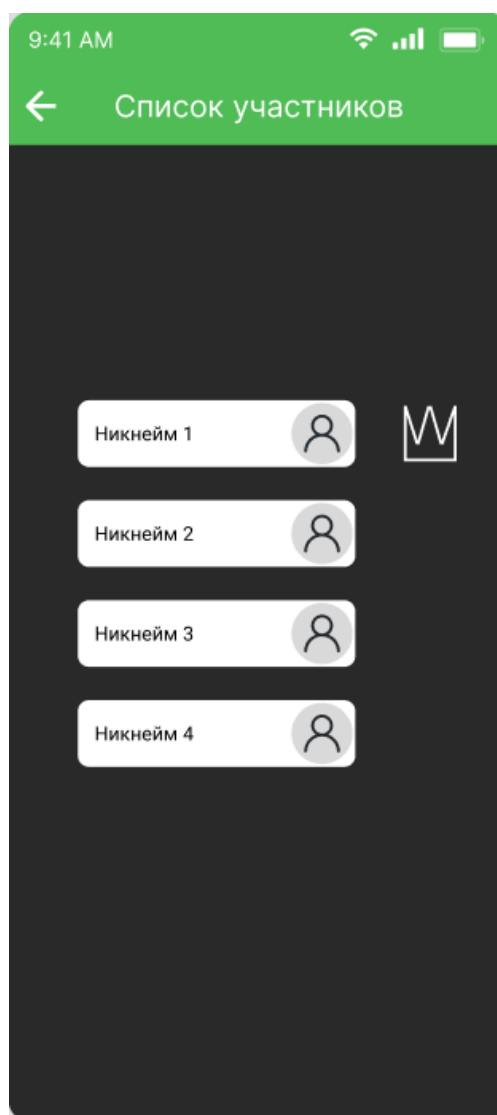 9:41 AM
Список участников
Никнейм 1
Никнейм 2
Никнейм 3
Никнейм 4